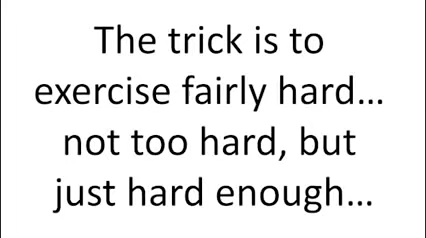 The trick is to
exercise fairly hard…
not too hard, but
just hard enough…